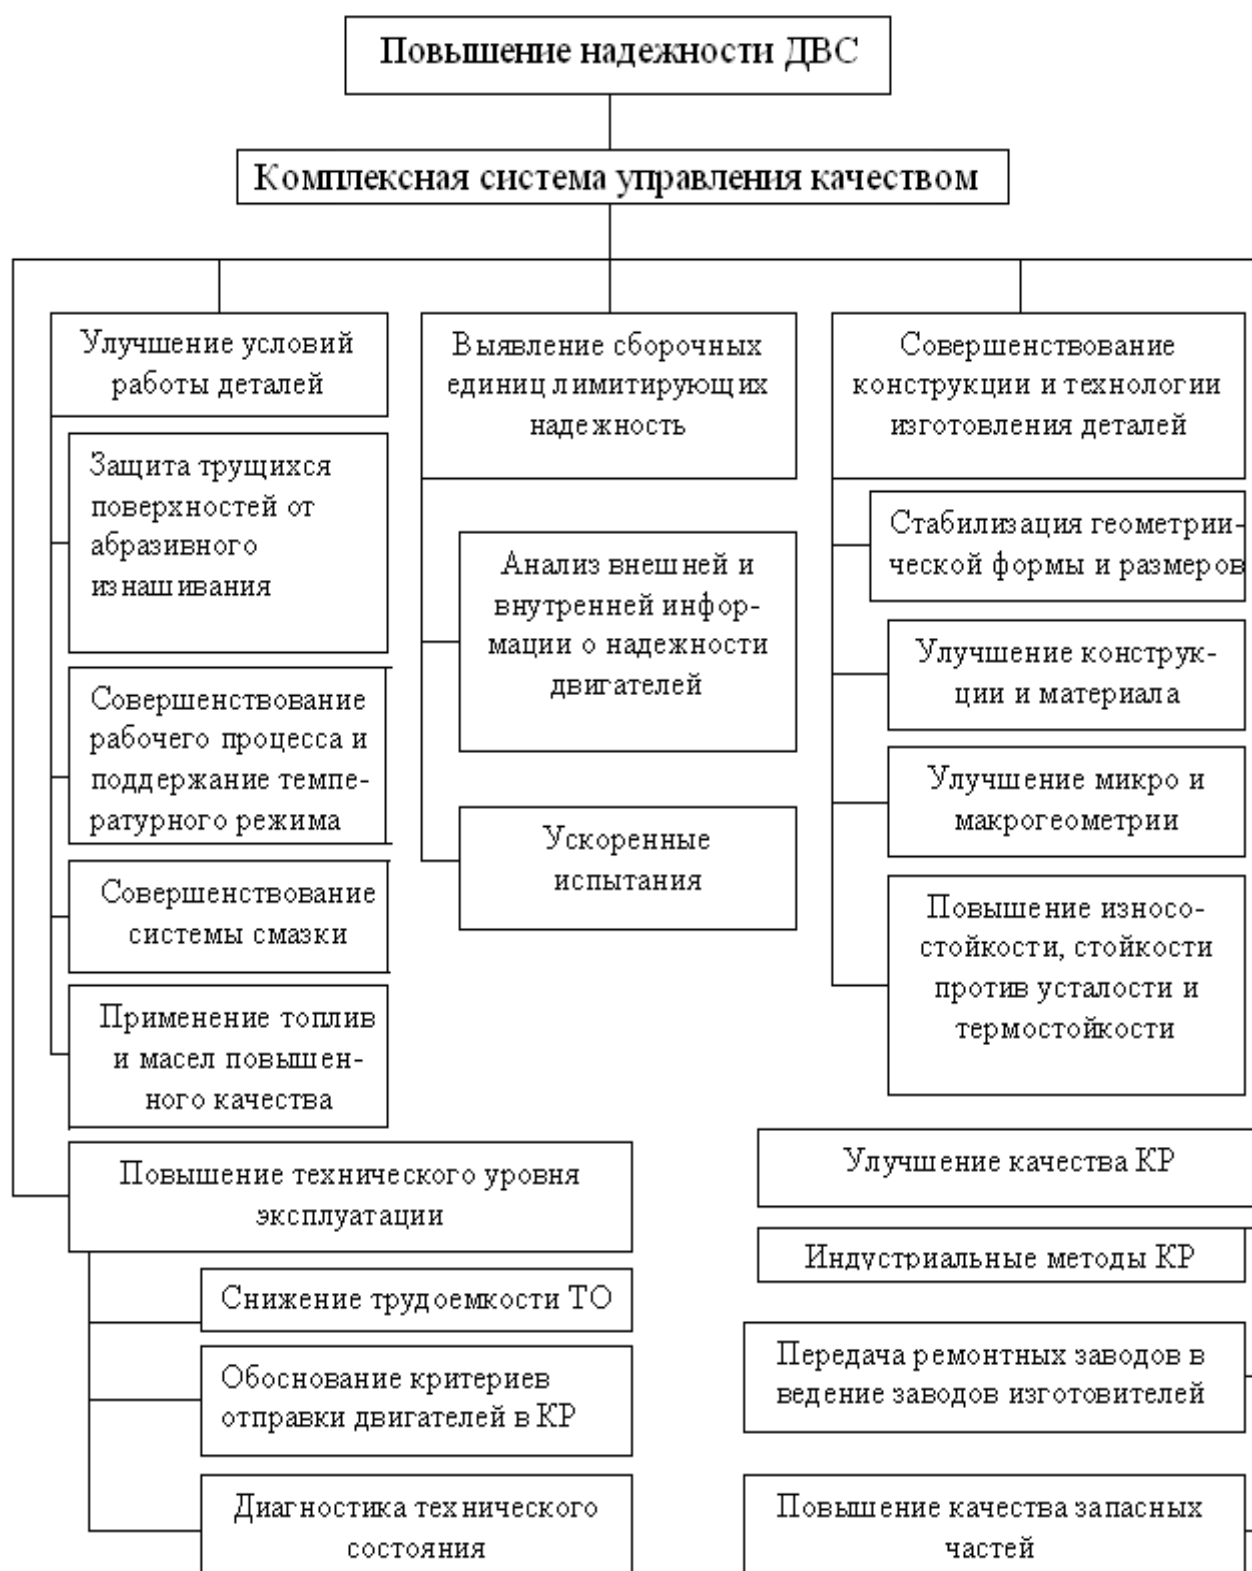 Повышение надежности ДВС
Комплексная система управления качеством
Улучшение условий
работы деталей
Защита трущихся
поверхностей от
абразивного
изнашивания
Совершенствование
рабочего процесса и
поддержание темпе-
ратурного режима
Совершенствование
системы смазки
Применение топлив
и масел повышен-
ного качества
Выявление сборочных
единиц лимитирующих
надежность
Анализ внешней и
внутренней инфор-
мации о надежности
двигателей
Ускоренные
испытания
Совершенствование
конструкции и технологии
изготовления деталей
Стабилизация геометрии-
ческой формы и размеров
Улучшение конструк-
ции и материала
Улучшение микро и
макрогеометрии
Повышение износо-
стойкости, стойкости
против усталости и
термостойкости
Повышение технического уровня
эксплуатации
Снижение трудоемкости ТО
Обоснование критериев
отправки двигателей в КР
Диагностика технического
состояния
Улучшение качества КР
Индустриальные методы КР
Передача ремонтных заводов в
ведение заводов изготовителей
Повышение качества запасных
частей